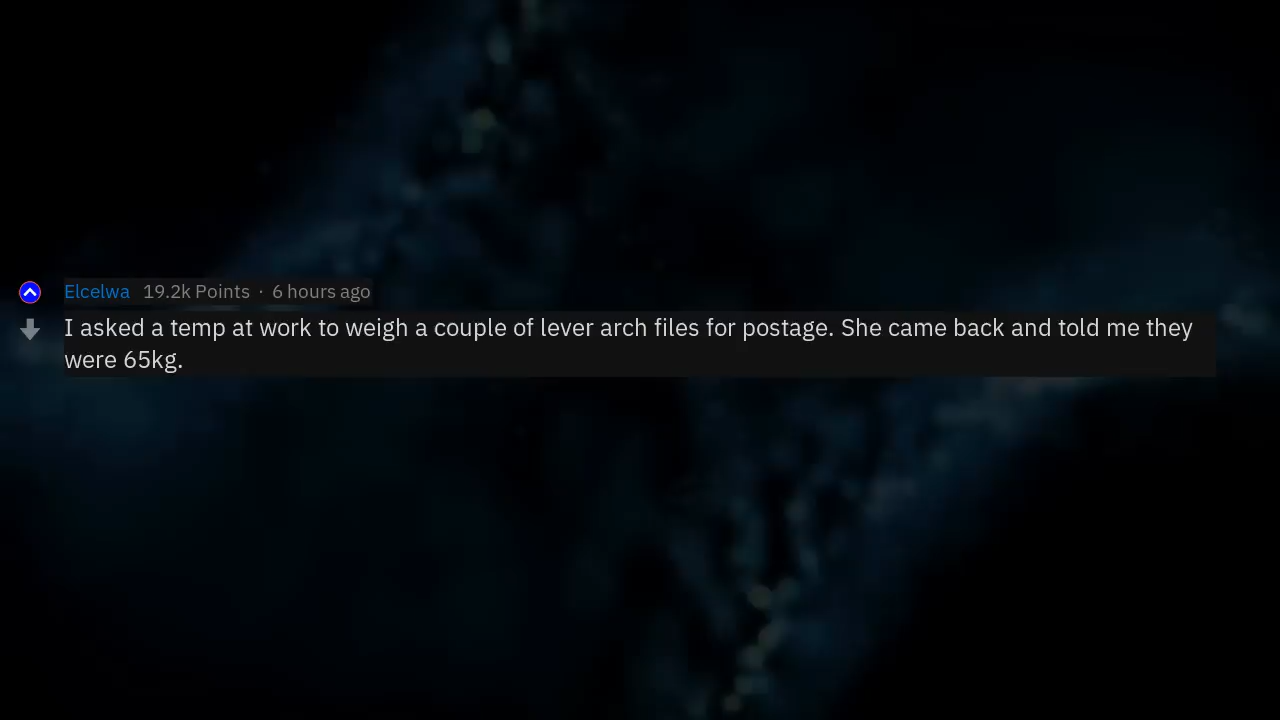 Elcelwa 19.2k Points · 6 hours ago
I asked a temp at work to weigh a couple of lever arch files for postage. She came back and told me they
were 65kg.